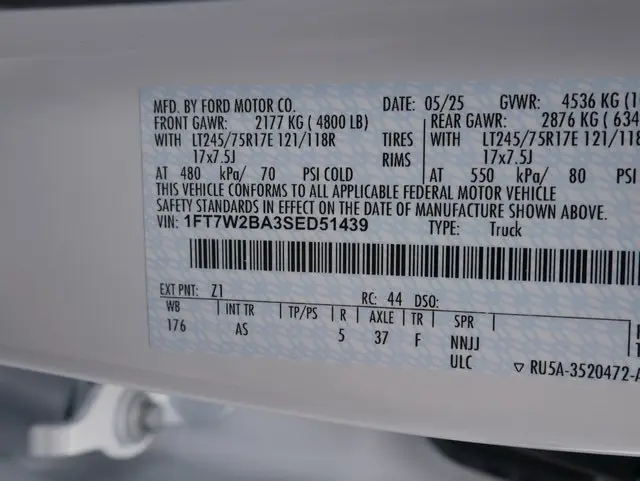 MFD. BY FORD MOTOR CO. DATE: 05/25 GVWR: 4536 KG (1
FRONT GAWR: 2177 KG ( 4800 LB) REAR GAWR: 2876 KG ( 634
WITH LT245/75R17E 121/118R TIRES WITH LT245/75R17E 121/118
17x7.5J RIMS 17x7.5J
AT 480 kPa/ 70 PSI COLD AT 550 kPa/ 80 PSI
THIS VEHICLE CONFORMS TO ALL APPLICABLE FEDERAL MOTOR VEHICLE
SAFETY STANDARDS IN EFFECT ON THE DATE OF MANUFACTURE SHOWN ABOVE.
VIN: 1FT7W2BA3SED51439 TYPE: Truck
EXT PNT: Z1 RC: 44 DSO:
WB INT TR TP/PS R AXLE TR SPR
176 AS 5 37 F NNJJ
ULC RU5A-3520472-A